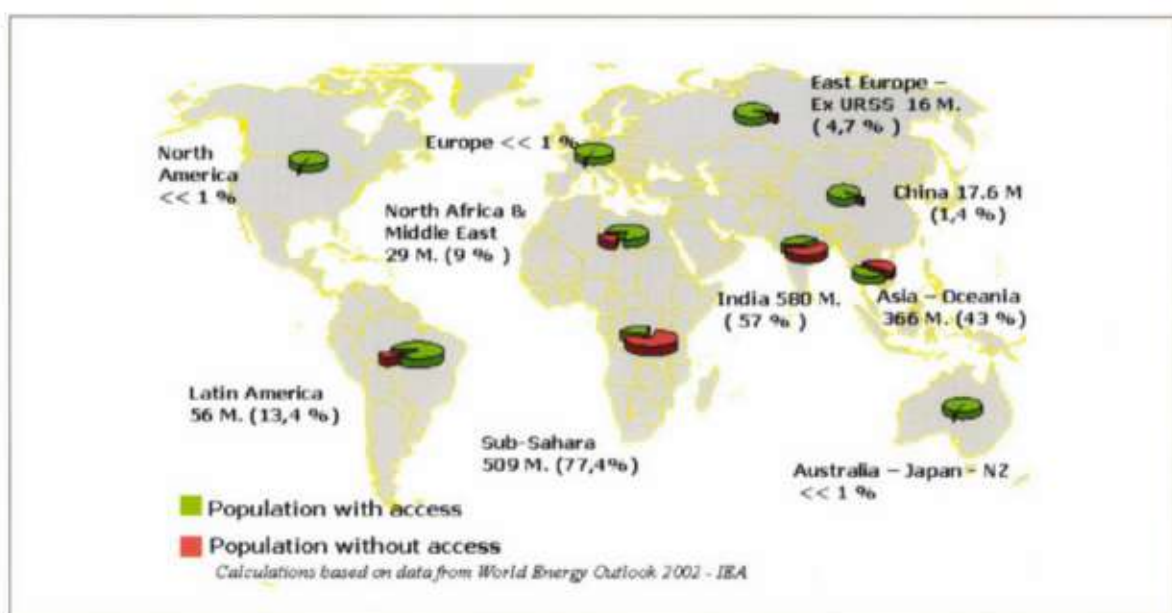 East Europe –
Ex URSS 16 M.
( 4,7 % )
Europe << 1 %
North
America
<< 1 %
China 17.6 M
(1,4 %)
North Africa &
Middle East
29 M. (9 % )
India 580 M.
( 57 % )
Asia – Oceania
366 M. (43 %)
Latin America
56 M. (13,4 %)
Sub-Sahara
509 M. (77,4%)
Australia – Japan - NZ
<< 1 %
Population with access
Population without access
Calculations based on data from World Energy Outlook 2002 - IEA